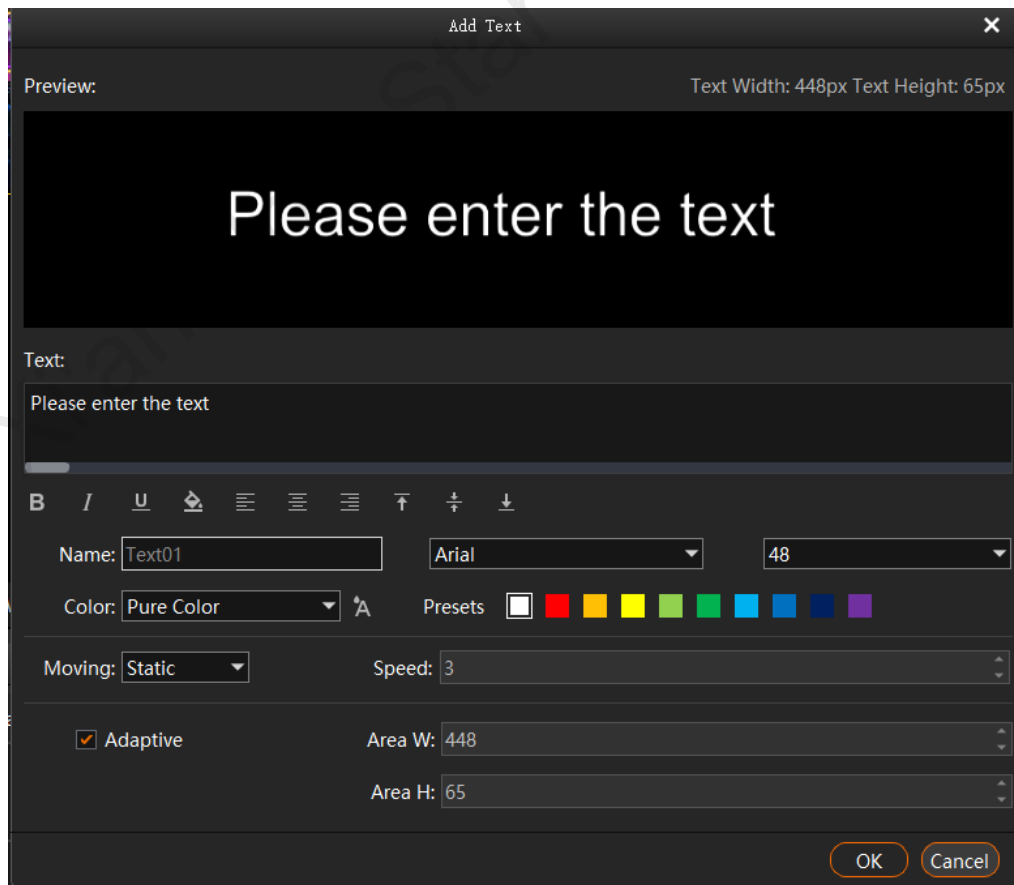 Add Text
Preview:
Text Width: 448px Text Height: 65px
Please enter the text
Text:
Please enter the text
B I U
Name: Text01 Arial 48
Color: Pure Color A Presets
Moving: Static Speed: 3
Adaptive Area W: 448
Area H: 65
OK Cancel